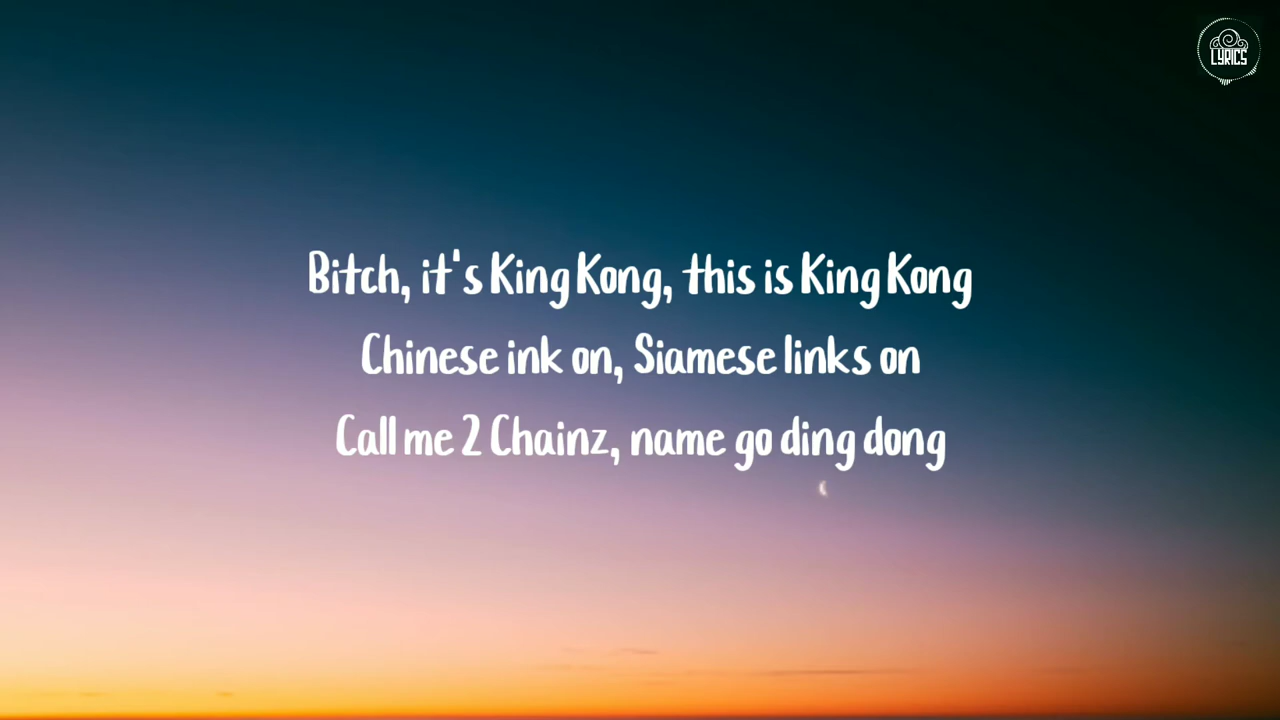 LYRICS
Bitch, it's King Kong, this is King Kong
Chinese ink on, Siamese links on
Call me 2 Chainz, name go ding dong